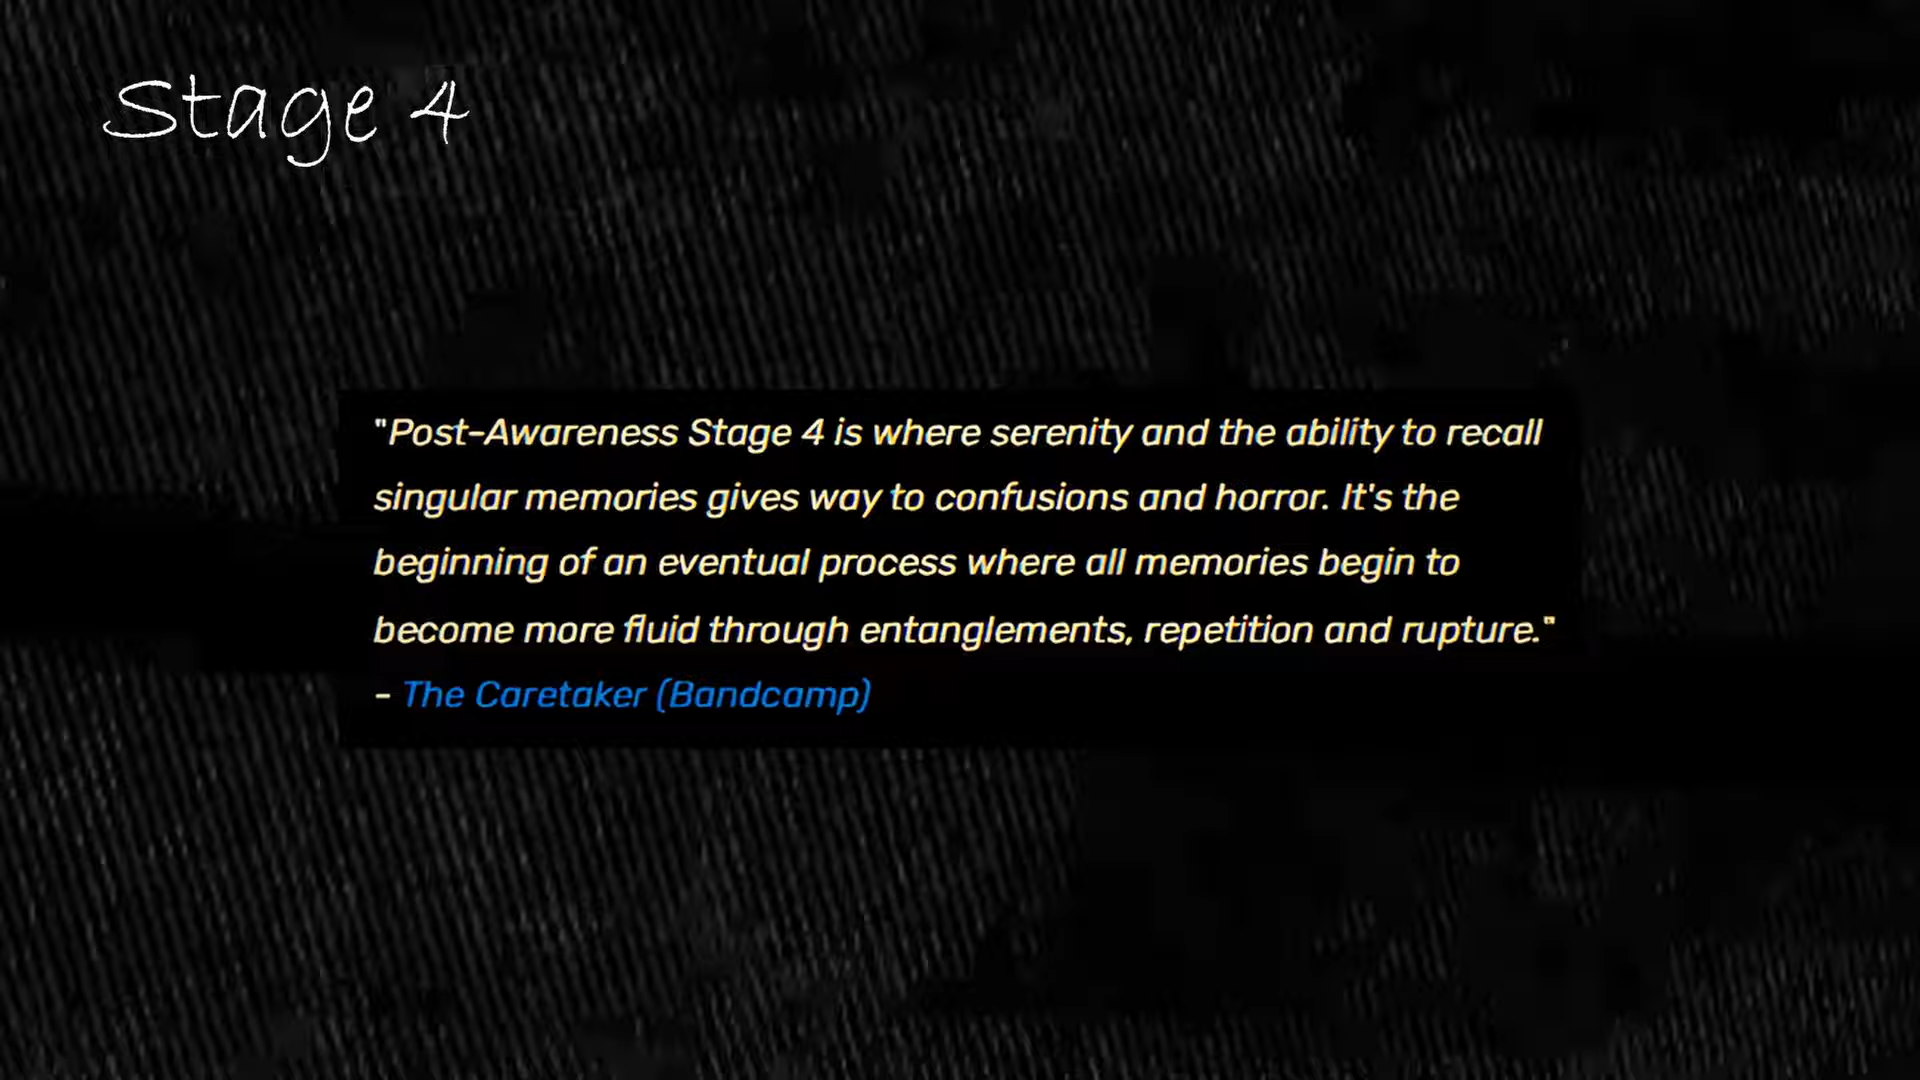 Stage 4
"Post-Awareness Stage 4 is where serenity and the ability to recall
singular memories gives way to confusions and horror. It's the
beginning of an eventual process where all memories begin to
become more fluid through entanglements, repetition and rupture."
- The Caretaker (Bandcamp)